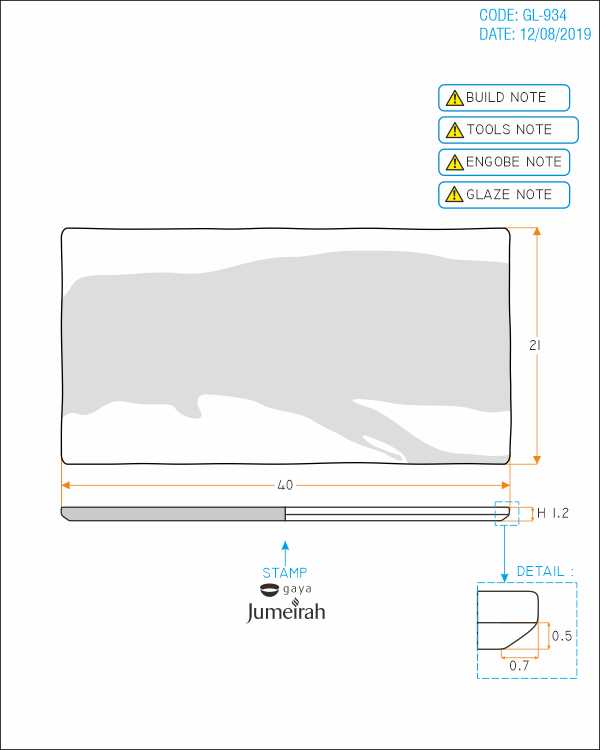 CODE: GL-934
DATE: 12/08/2019
BUILD NOTE
TOOLS NOTE
ENGOBE NOTE
GLAZE NOTE
21
40
H 1.2
STAMP
gaya
Jumeirah
DETAIL :
0.5
0.7